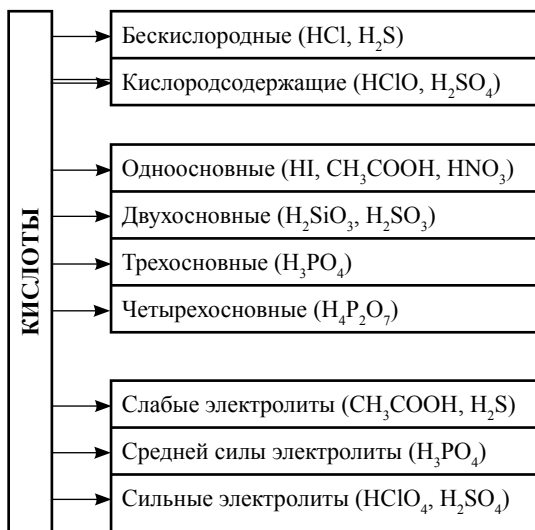 КИСЛОТЫ
Бескислородные (HCl, H₂S)
Кислородсодержащие (HClO, H₂SO₄)
Одноосновные (HI, CH₃COOH, HNO₃)
Двухосновные (H₂SiO₃, H₂SO₃)
Трехосновные (H₃PO₄)
Четырехосновные (H₄P₂O₇)
Слабые электролиты (CH₃COOH, H₂S)
Средней силы электролиты (H₃PO₄)
Сильные электролиты (HClO₄, H₂SO₄)